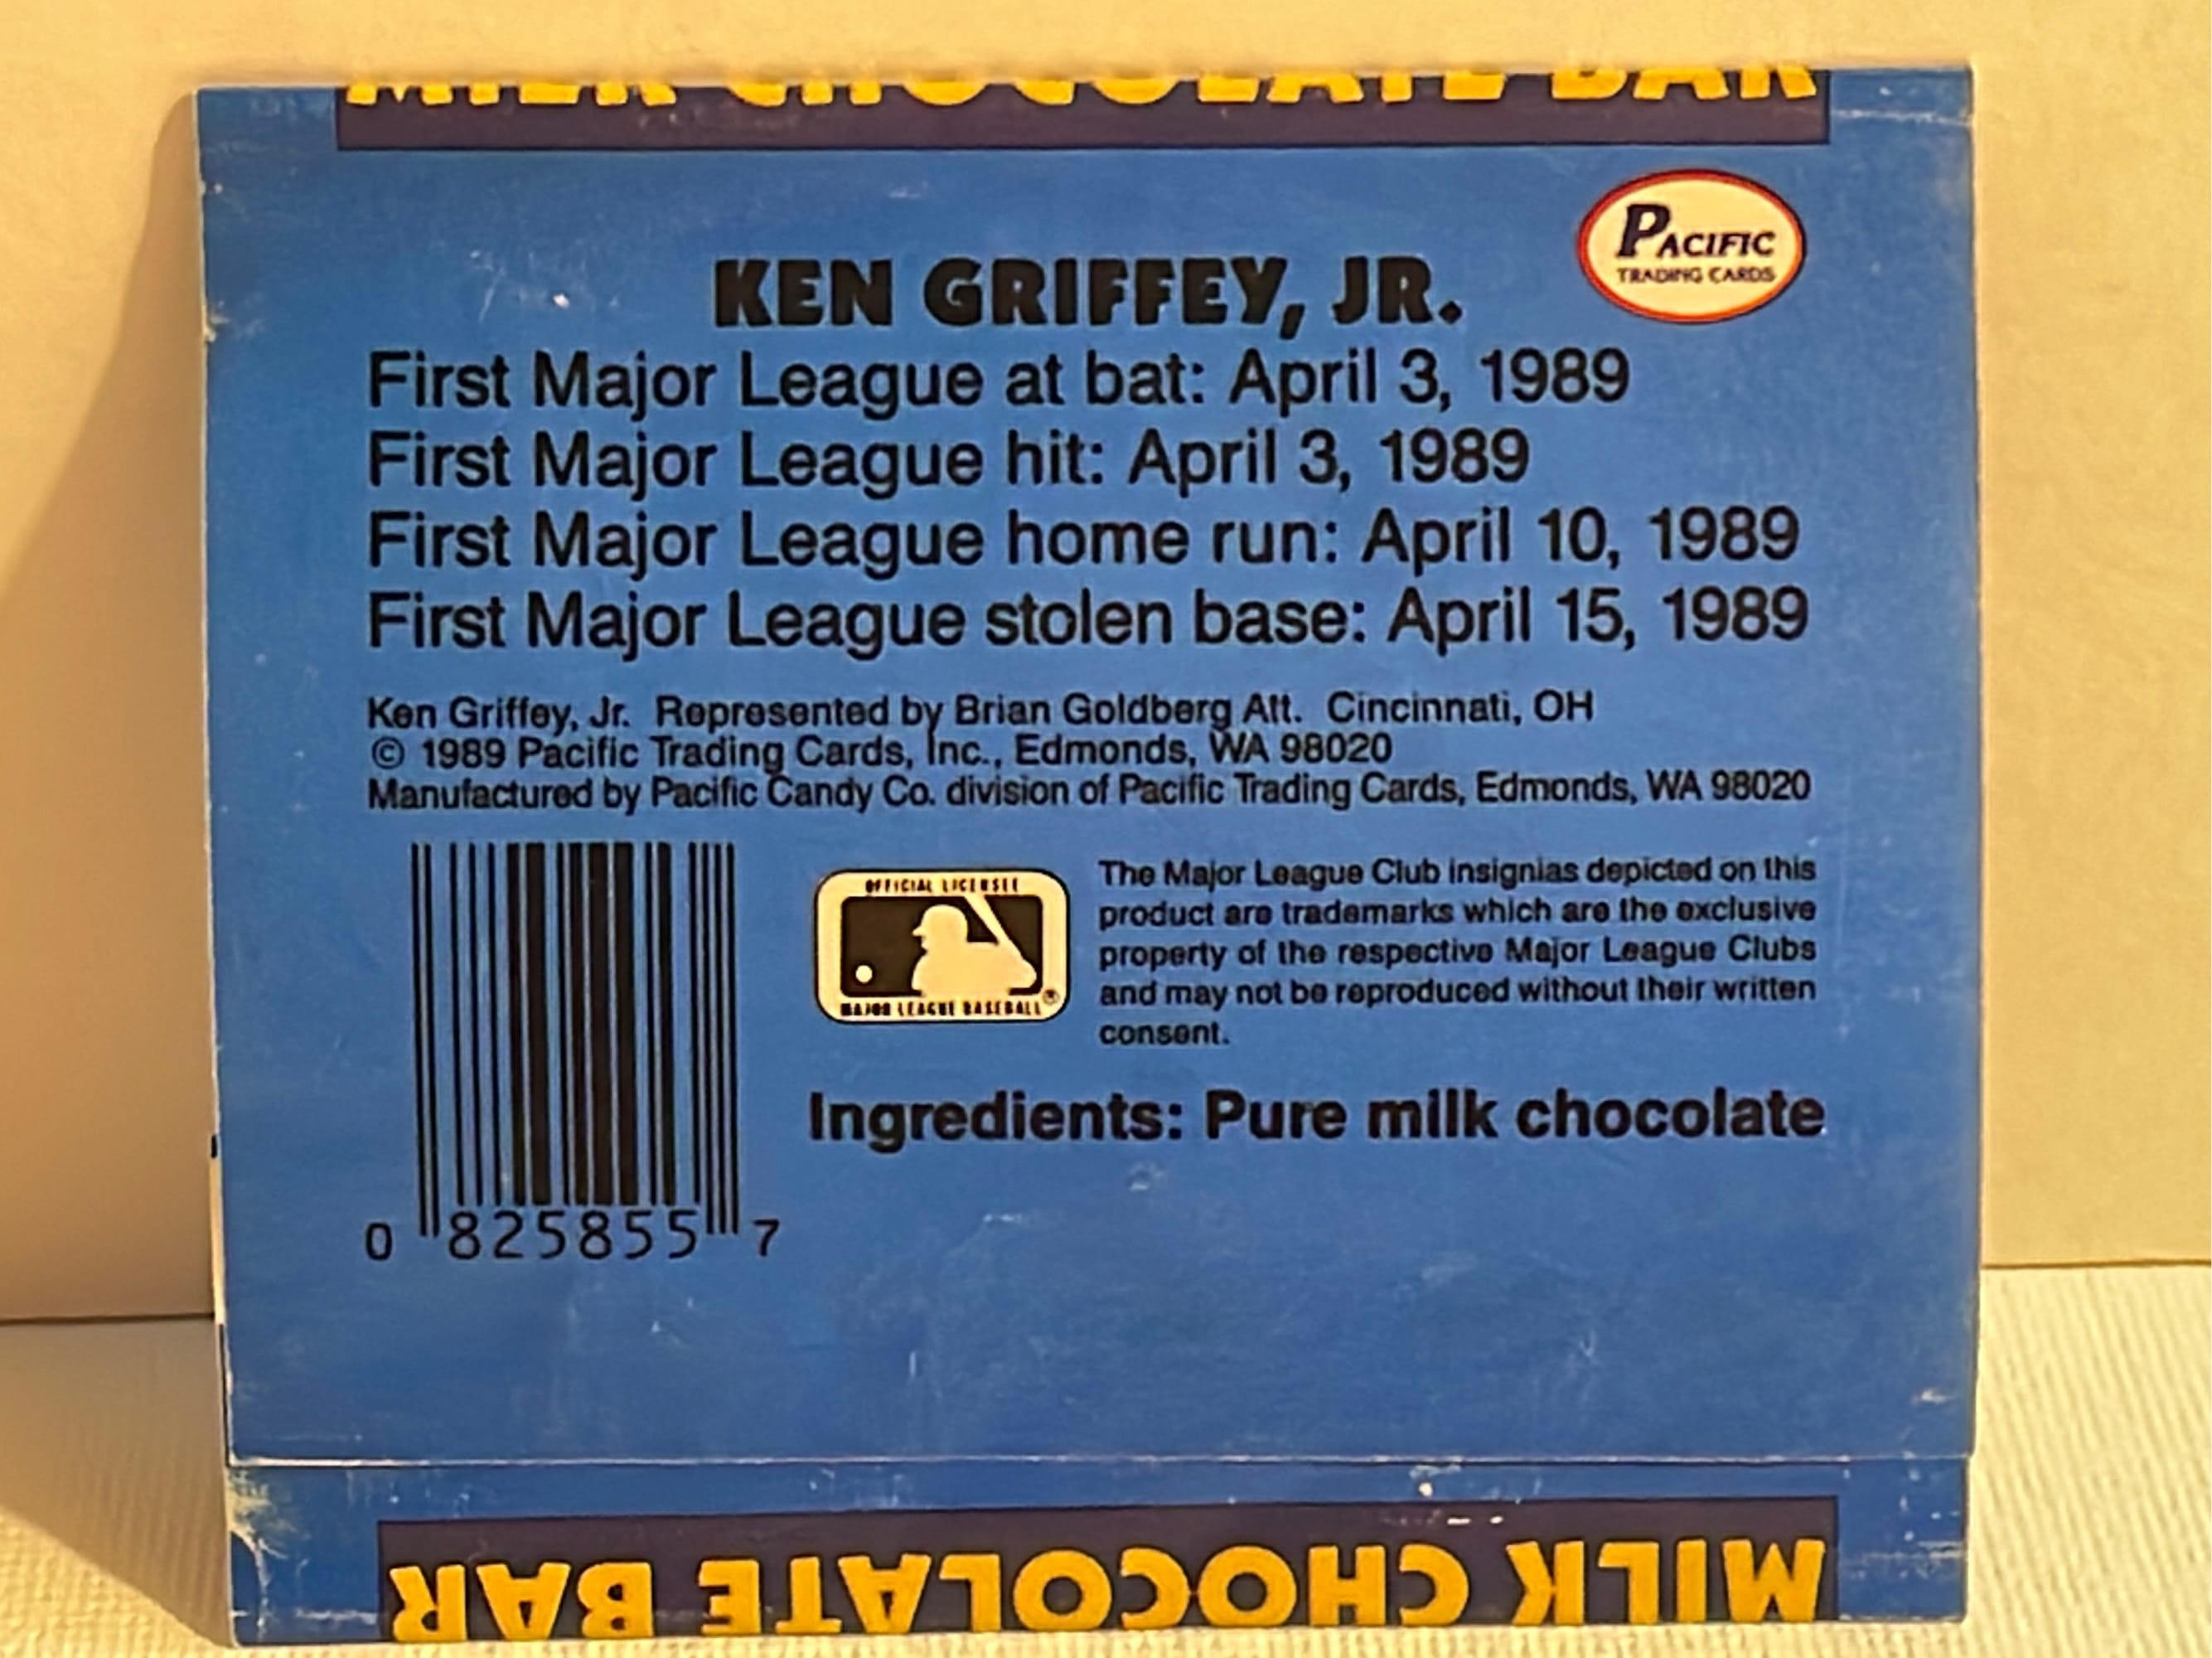 MILK CHOCOLATE BAR
PACIFIC
TRADING CARDS
KEN GRIFFEY, JR.
First Major League at bat: April 3, 1989
First Major League hit: April 3, 1989
First Major League home run: April 10, 1989
First Major League stolen base: April 15, 1989
Ken Griffey, Jr. Represented by Brian Goldberg Att. Cincinnati, OH
© 1989 Pacific Trading Cards, Inc., Edmonds, WA 98020
Manufactured by Pacific Candy Co. division of Pacific Trading Cards, Edmonds, WA 98020
OFFICIAL LICENSEE
MAJOR LEAGUE BASEBALL ®
The Major League Club insignias depicted on this
product are trademarks which are the exclusive
property of the respective Major League Clubs
and may not be reproduced without their written
consent.
Ingredients: Pure milk chocolate
0 825855 7
MILK CHOCOLATE BAR